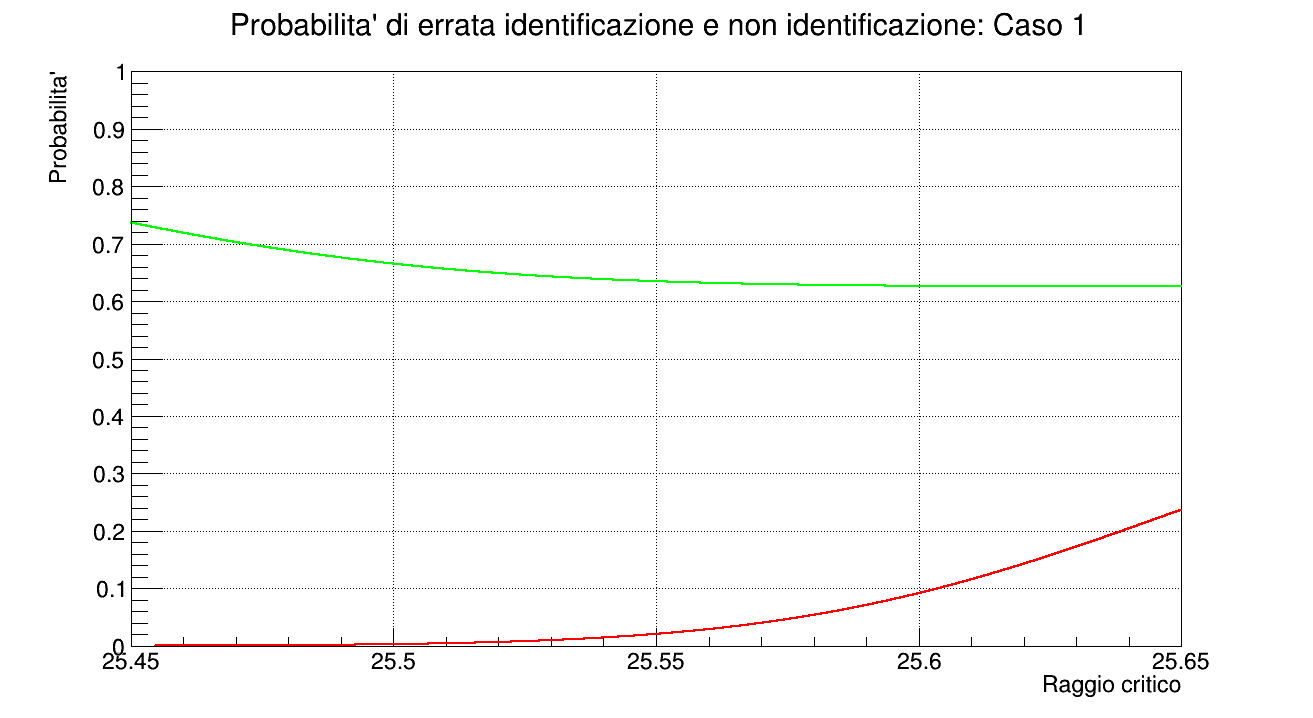 Probabilita' di errata identificazione e non identificazione: Caso 1
Probabilita'
1
0.9
0.8
0.7
0.6
0.5
0.4
0.3
0.2
0.1
0
25.45 25.5 25.55 25.6 25.65
Raggio critico